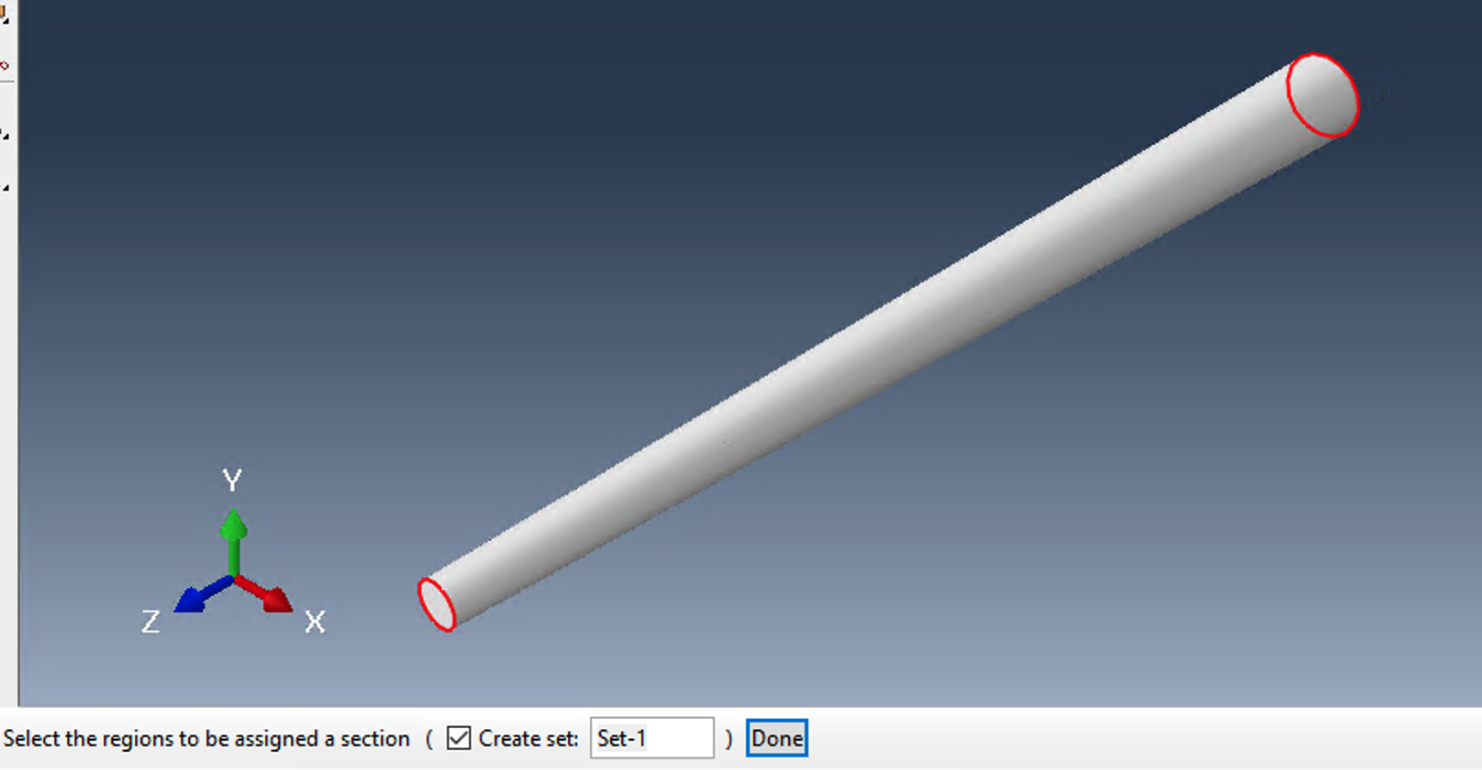 Y
Z
X
Select the regions to be assigned a section ( Create set: Set-1 ) Done